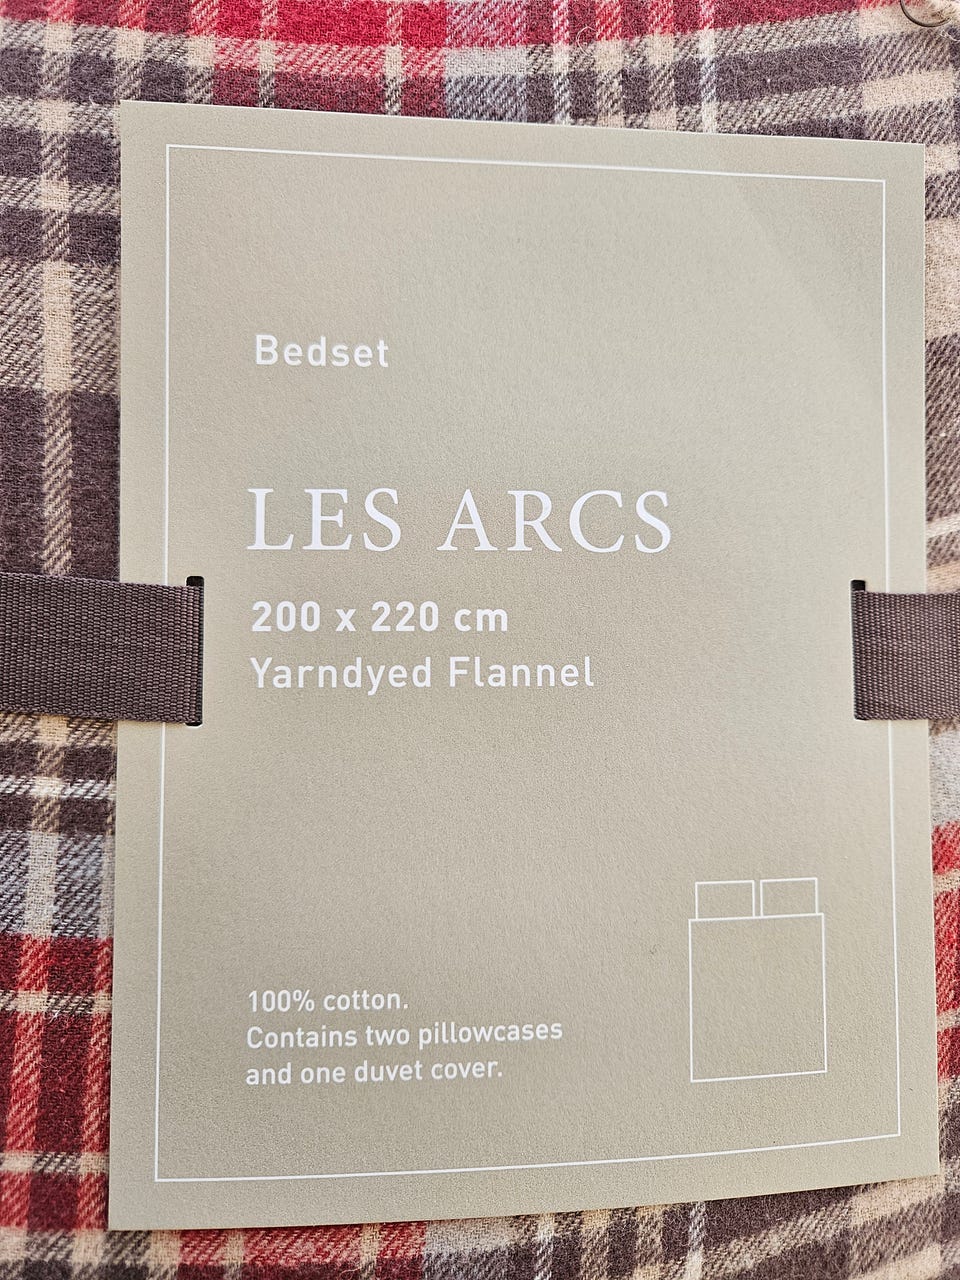 Bedset
LES ARCS
200 x 220 cm
Yarndyed Flannel
100% cotton.
Contains two pillowcases
and one duvet cover.